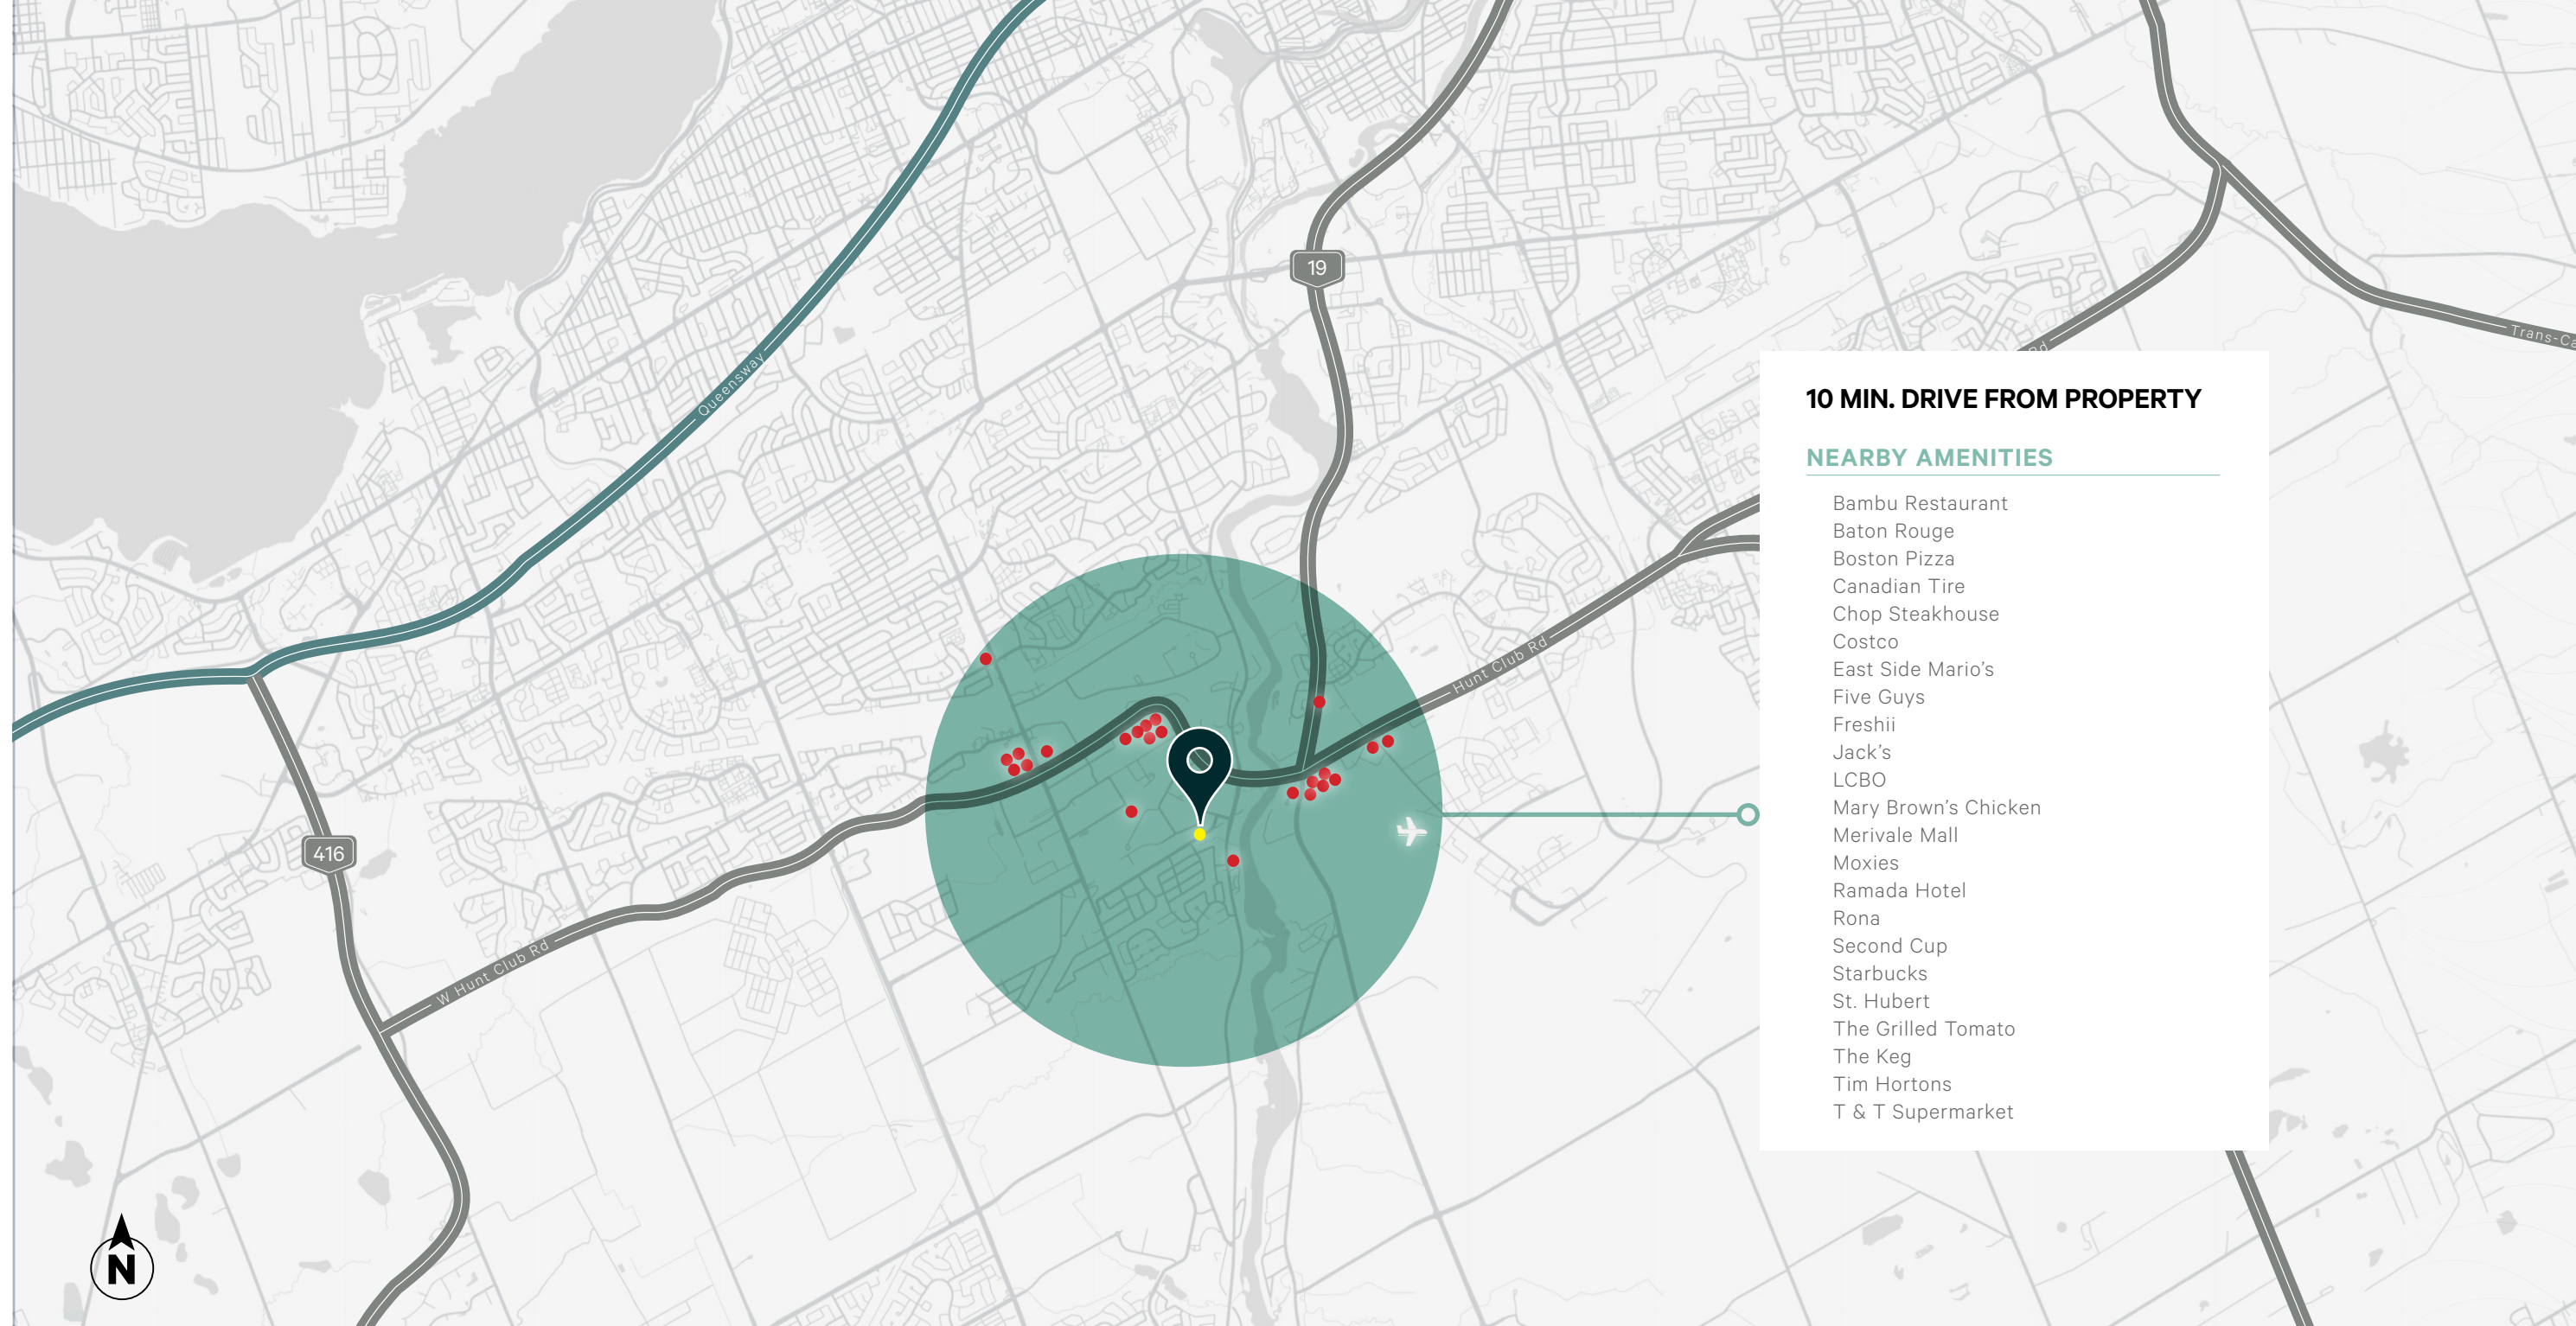 19
Queensway
Trans-Ca
Rd
10 MIN. DRIVE FROM PROPERTY
NEARBY AMENITIES
Bambu Restaurant
Baton Rouge
Boston Pizza
Canadian Tire
Chop Steakhouse
Costco
East Side Mario’s
Five Guys
Freshii
Jack’s
LCBO
Mary Brown’s Chicken
Merivale Mall
Moxies
Ramada Hotel
Rona
Second Cup
Starbucks
St. Hubert
The Grilled Tomato
The Keg
Tim Hortons
T & T Supermarket
Hunt Club Rd
416
W Hunt Club Rd
N